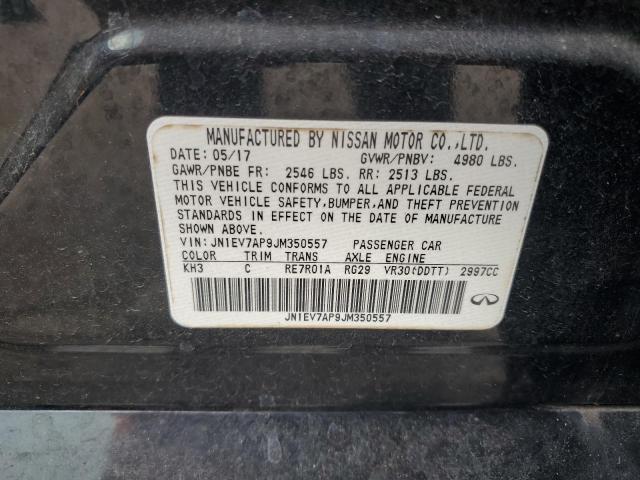 MANUFACTURED BY NISSAN MOTOR CO.,LTD.
DATE: 05/17 GVWR/PNBV: 4980 LBS.
GAWR/PNBE FR: 2546 LBS. RR: 2513 LBS.
THIS VEHICLE CONFORMS TO ALL APPLICABLE FEDERAL
MOTOR VEHICLE SAFETY,BUMPER,AND THEFT PREVENTION
STANDARDS IN EFFECT ON THE DATE OF MANUFACTURE
SHOWN ABOVE.
VIN: JN1EV7AP9JM350557 PASSENGER CAR
COLOR TRIM TRANS AXLE ENGINE
KH3 C RE7R01A RG29 VR30(DDTT) 2997CC
JN1EV7AP9JM350557